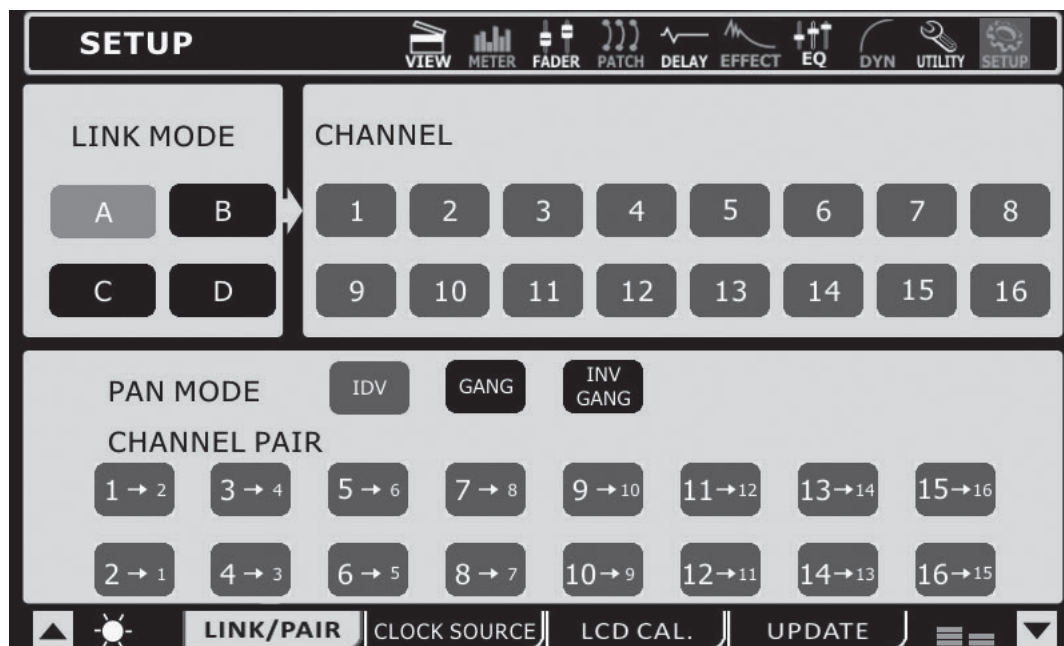 SETUP
VIEW METER FADER PATCH DELAY EFFECT EQ DYN UTILITY SETUP
LINK MODE
A B
C D
CHANNEL
1 2 3 4 5 6 7 8
9 10 11 12 13 14 15 16
PAN MODE IDV GANG INV GANG
CHANNEL PAIR
1→2 3→4 5→6 7→8 9→10 11→12 13→14 15→16
2→1 4→3 6→5 8→7 10→9 12→11 14→13 16→15
LINK/PAIR CLOCK SOURCE LCD CAL. UPDATE